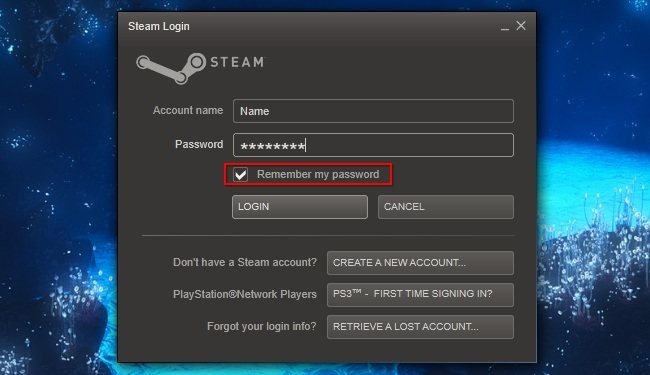 Steam Login
STEAM
Account name Name
Password ********
Remember my password
LOGIN CANCEL
Don't have a Steam account? CREATE A NEW ACCOUNT...
PlayStation®Network Players PS3™ - FIRST TIME SIGNING IN?
Forgot your login info? RETRIEVE A LOST ACCOUNT...